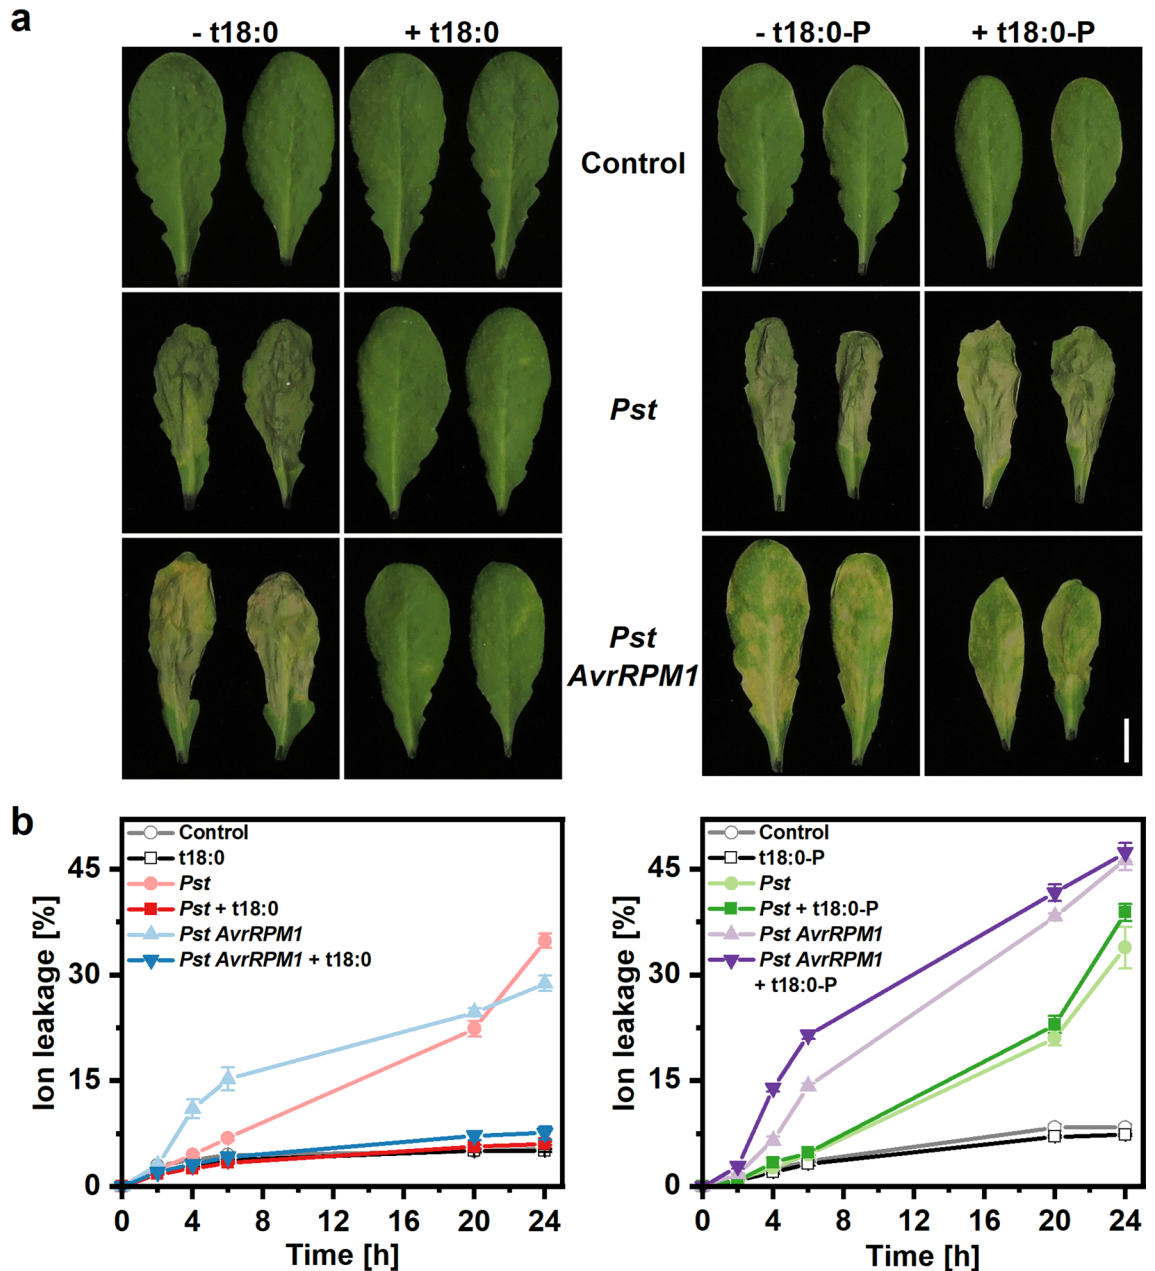 a
- t18:0
+ t18:0
- t18:0-P
+ t18:0-P
Control
Pst
Pst
AvrRPM1
b
Control
t18:0
Pst
Pst + t18:0
Pst AvrRPM1
Pst AvrRPM1 + t18:0
Ion leakage [%]
45
30
15
0
0 4 8 12 16 20 24
Time [h]
Control
t18:0-P
Pst
Pst + t18:0-P
Pst AvrRPM1
Pst AvrRPM1
+ t18:0-P
Ion leakage [%]
45
30
15
0
0 4 8 12 16 20 24
Time [h]